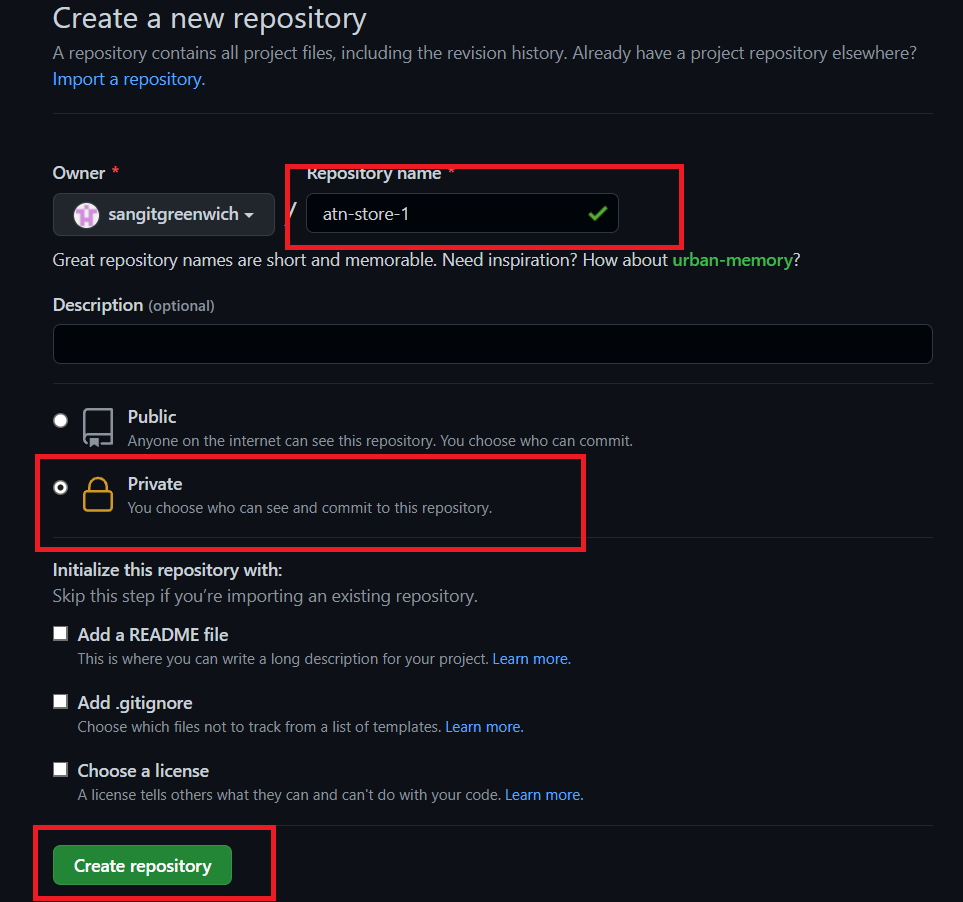 Create a new repository
A repository contains all project files, including the revision history. Already have a project repository elsewhere?
Import a repository.
Owner *
Repository name *
sangitgreenwich
/
atn-store-1
Great repository names are short and memorable. Need inspiration? How about urban-memory?
Description (optional)
Public
Anyone on the internet can see this repository. You choose who can commit.
Private
You choose who can see and commit to this repository.
Initialize this repository with:
Skip this step if you’re importing an existing repository.
Add a README file
This is where you can write a long description for your project. Learn more.
Add .gitignore
Choose which files not to track from a list of templates. Learn more.
Choose a license
A license tells others what they can and can't do with your code. Learn more.
Create repository